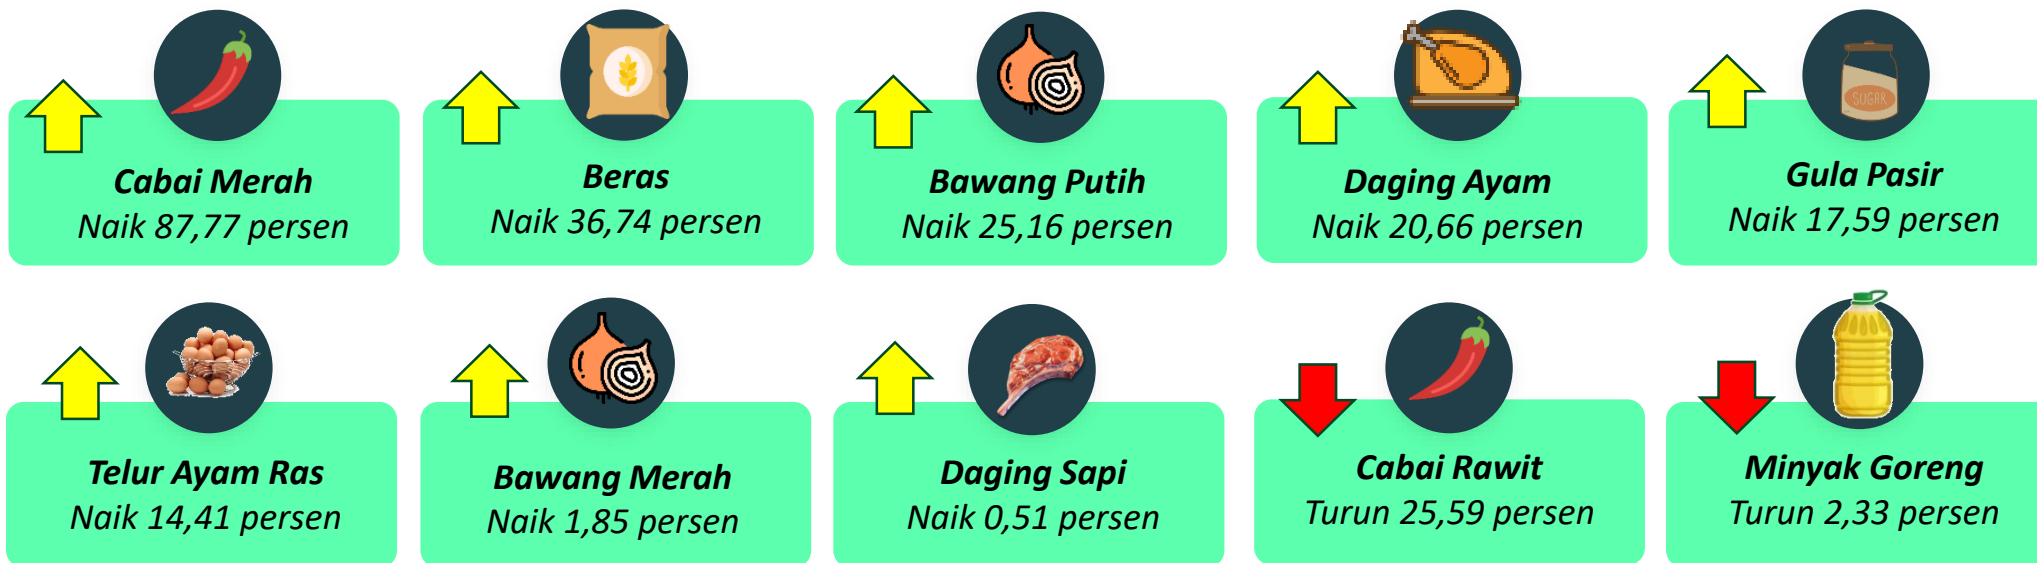 Cabai Merah
Naik 87,77 persen
Beras
Naik 36,74 persen
Bawang Putih
Naik 25,16 persen
Daging Ayam
Naik 20,66 persen
SUGAR
Gula Pasir
Naik 17,59 persen
Telur Ayam Ras
Naik 14,41 persen
Bawang Merah
Naik 1,85 persen
Daging Sapi
Naik 0,51 persen
Cabai Rawit
Turun 25,59 persen
Minyak Goreng
Turun 2,33 persen